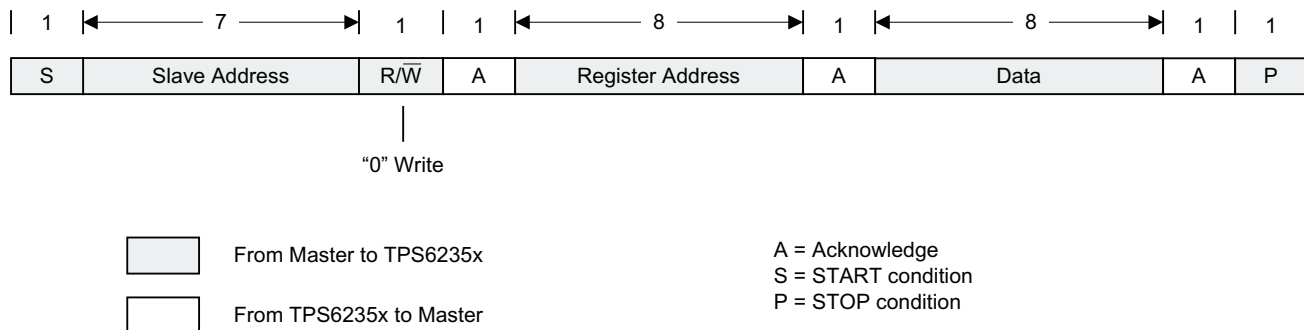 1 7 1 1 8 1 8 1 1
S Slave Address R/W̅ A Register Address A Data A P
“0” Write
From Master to TPS6235x
From TPS6235x to Master
A = Acknowledge
S = START condition
P = STOP condition